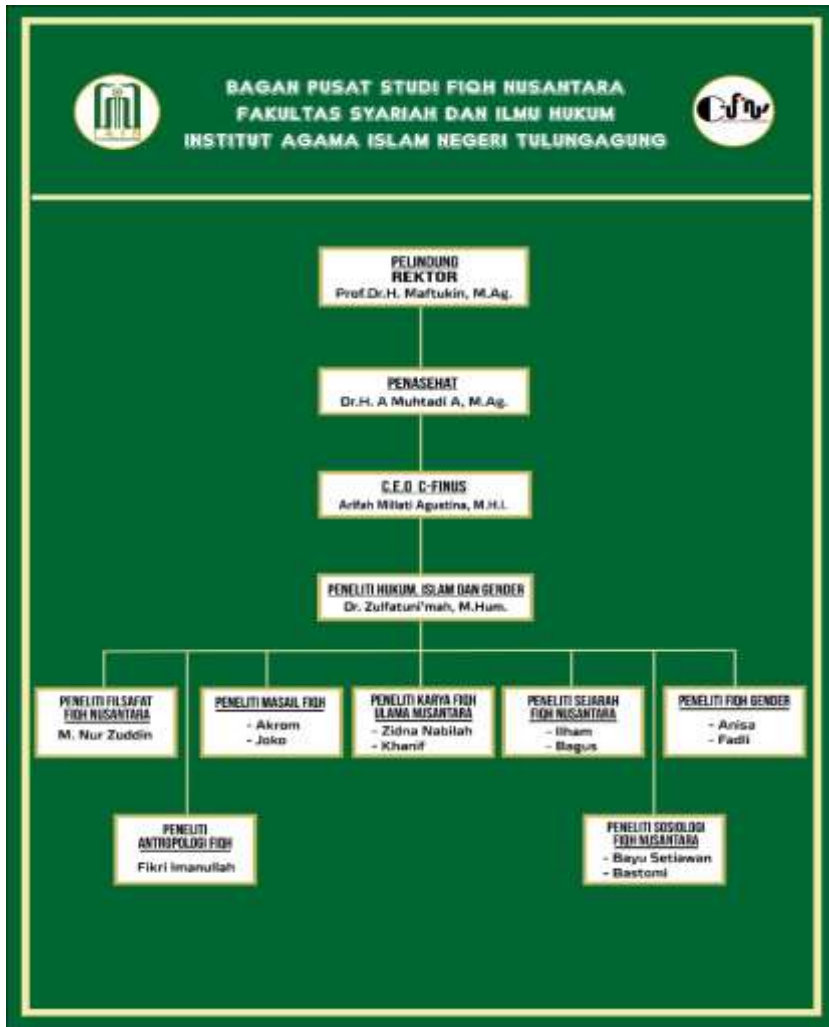 BAGAN PUSAT STUDI FIQH NUSANTARA
FAKULTAS SYARIAH DAN ILMU HUKUM
INSTITUT AGAMA ISLAM NEGERI TULUNGAGUNG
PELINDUNG
REKTOR
Prof.Dr.H. Maftukin, M.Ag.
PENASEHAT
Dr.H. A Muhtadi A, M.Ag.
C.E.O C-FINUS
Arifah Millati Agustina, M.H.I.
PENELITI HUKUM, ISLAM DAN GENDER
Dr. Zulfatuni'mah, M.Hum.
PENELITI FILSAFAT
FIQH NUSANTARA
M. Nur Zuddin
PENELITI MASAIL FIQH
- Akrom
- Joko
PENELITI KARYA FIQH
ULAMA NUSANTARA
- Zidna Nabilah
- Khanif
PENELITI SEJARAH
FIQH NUSANTARA
- Ilham
- Bagus
PENELITI FIQH GENDER
- Anisa
- Fadli
PENELITI
ANTROPOLOGI FIQH
Fikri Imanullah
PENELITI SOSIOLOGI
FIQH NUSANTARA
- Bayu Setiawan
- Bastomi